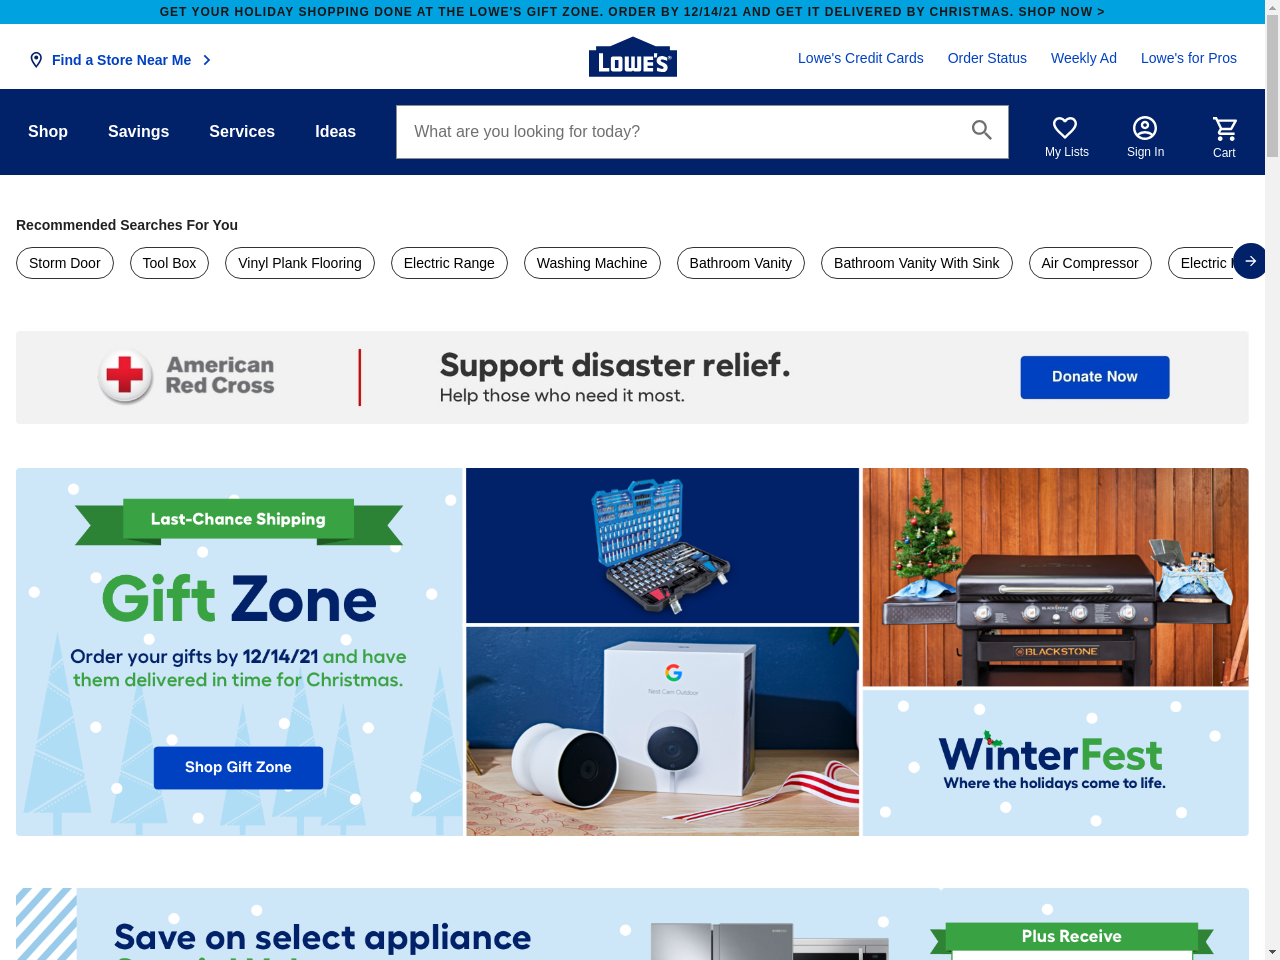 GET YOUR HOLIDAY SHOPPING DONE AT THE LOWE'S GIFT ZONE. ORDER BY 12/14/21 AND GET IT DELIVERED BY CHRISTMAS. SHOP NOW >
Find a Store Near Me
LOWE'S
Lowe's Credit Cards
Order Status
Weekly Ad
Lowe's for Pros
Shop
Savings
Services
Ideas
What are you looking for today?
My Lists
Sign In
Cart
Recommended Searches For You
Storm Door
Tool Box
Vinyl Plank Flooring
Electric Range
Washing Machine
Bathroom Vanity
Bathroom Vanity With Sink
Air Compressor
Electric
American
Red Cross
Support disaster relief.
Help those who need it most.
Donate Now
Last-Chance Shipping
Gift Zone
Order your gifts by 12/14/21 and have
them delivered in time for Christmas.
Shop Gift Zone
G
Nest Cam Outdoor
BLACKSTONE
WinterFest
Where the holidays come to life.
Save on select appliance
Plus Receive